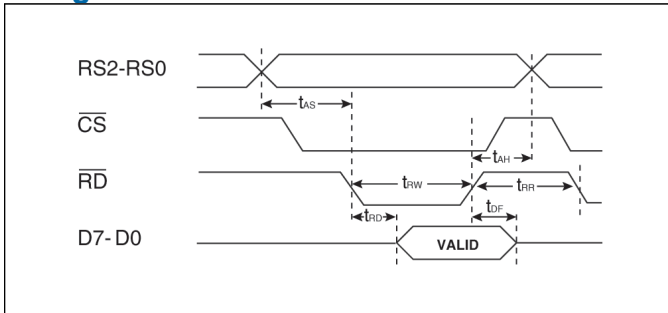 RS2-RS0
tAS
CS
tAH
RD
tRW
tRR
tRD
tDF
D7-D0
VALID